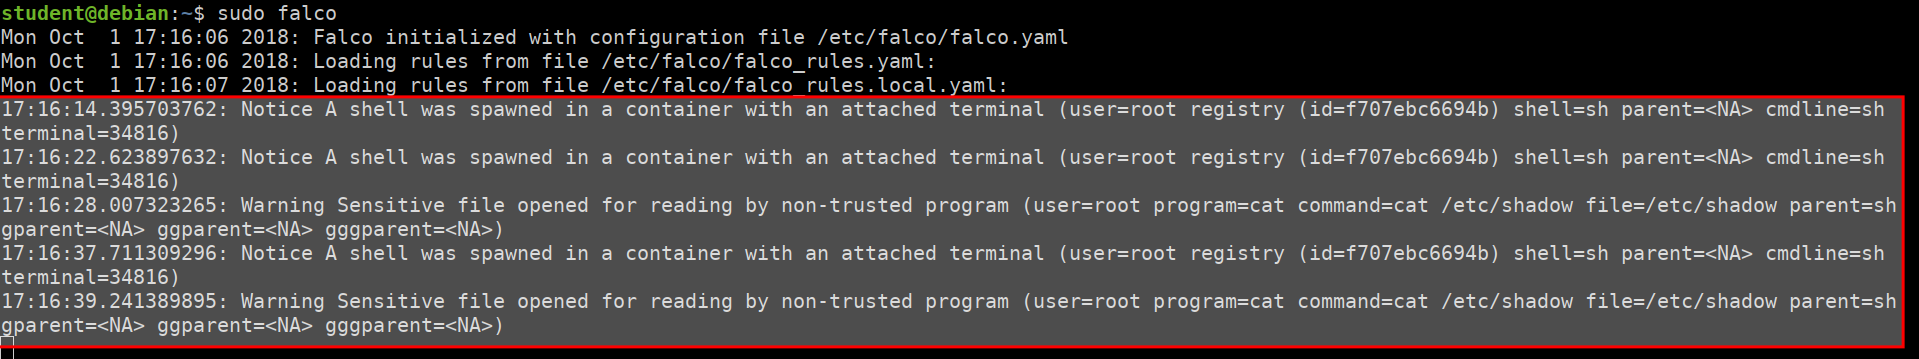 student@debian:~$ sudo falco
Mon Oct  1 17:16:06 2018: Falco initialized with configuration file /etc/falco/falco.yaml
Mon Oct  1 17:16:06 2018: Loading rules from file /etc/falco/falco_rules.yaml:
Mon Oct  1 17:16:07 2018: Loading rules from file /etc/falco/falco_rules.local.yaml:
17:16:14.395703762: Notice A shell was spawned in a container with an attached terminal (user=root registry (id=f707ebc6694b) shell=sh parent=<NA> cmdline=sh
terminal=34816)
17:16:22.623897632: Notice A shell was spawned in a container with an attached terminal (user=root registry (id=f707ebc6694b) shell=sh parent=<NA> cmdline=sh
terminal=34816)
17:16:28.007323265: Warning Sensitive file opened for reading by non-trusted program (user=root program=cat command=cat /etc/shadow file=/etc/shadow parent=sh
gparent=<NA> ggparent=<NA> gggparent=<NA>)
17:16:37.711309296: Notice A shell was spawned in a container with an attached terminal (user=root registry (id=f707ebc6694b) shell=sh parent=<NA> cmdline=sh
terminal=34816)
17:16:39.241389895: Warning Sensitive file opened for reading by non-trusted program (user=root program=cat command=cat /etc/shadow file=/etc/shadow parent=sh
gparent=<NA> ggparent=<NA> gggparent=<NA>)